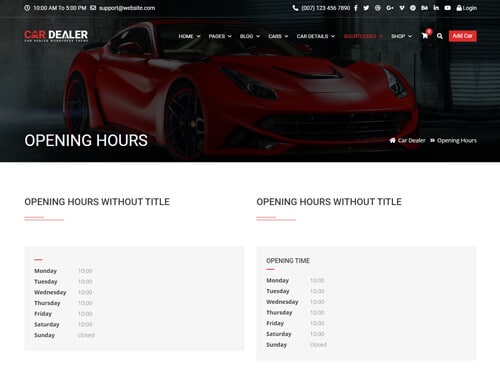 10:00 AM To 5:00 PM support@website.com (007) 123 456 7890 Login
CAR DEALER
CAR DEALER WORDPRESS THEME
HOME PAGES BLOG CARS CAR DETAILS SHORTCODES SHOP 0 Add Car
OPENING HOURS
Car Dealer » Opening Hours
OPENING HOURS WITHOUT TITLE
OPENING HOURS WITHOUT TITLE
Monday 10:00
Tuesday 10:00
Wednesday 10:00
Thursday 10:00
Friday 10:00
Saturday 10:00
Sunday closed
OPENING TIME
Monday 10:00
Tuesday 10:00
Wednesday 10:00
Thursday 10:00
Friday 10:00
Saturday 10:00
Sunday closed